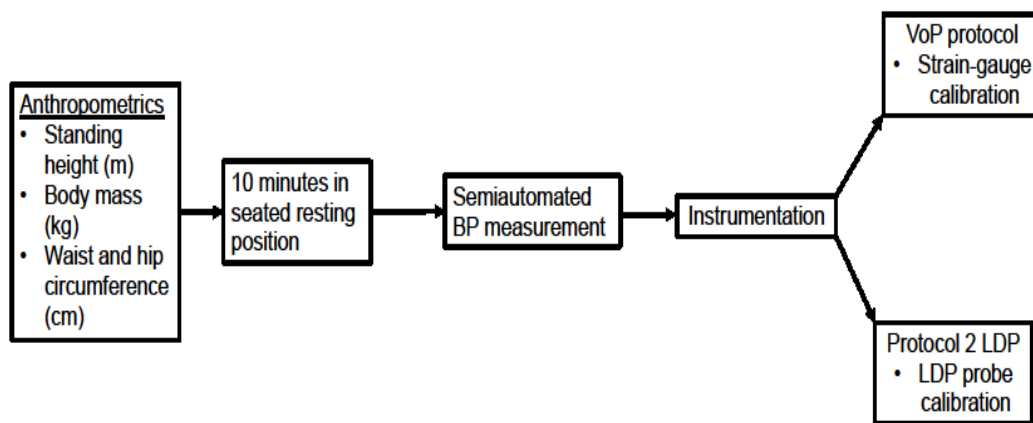 Anthropometrics
• Standing
height (m)
• Body mass
(kg)
• Waist and hip
circumference
(cm)
10 minutes in
seated resting
position
Semiautomated
BP measurement
Instrumentation
VoP protocol
• Strain-gauge
calibration
Protocol 2 LDP
• LDP probe
calibration